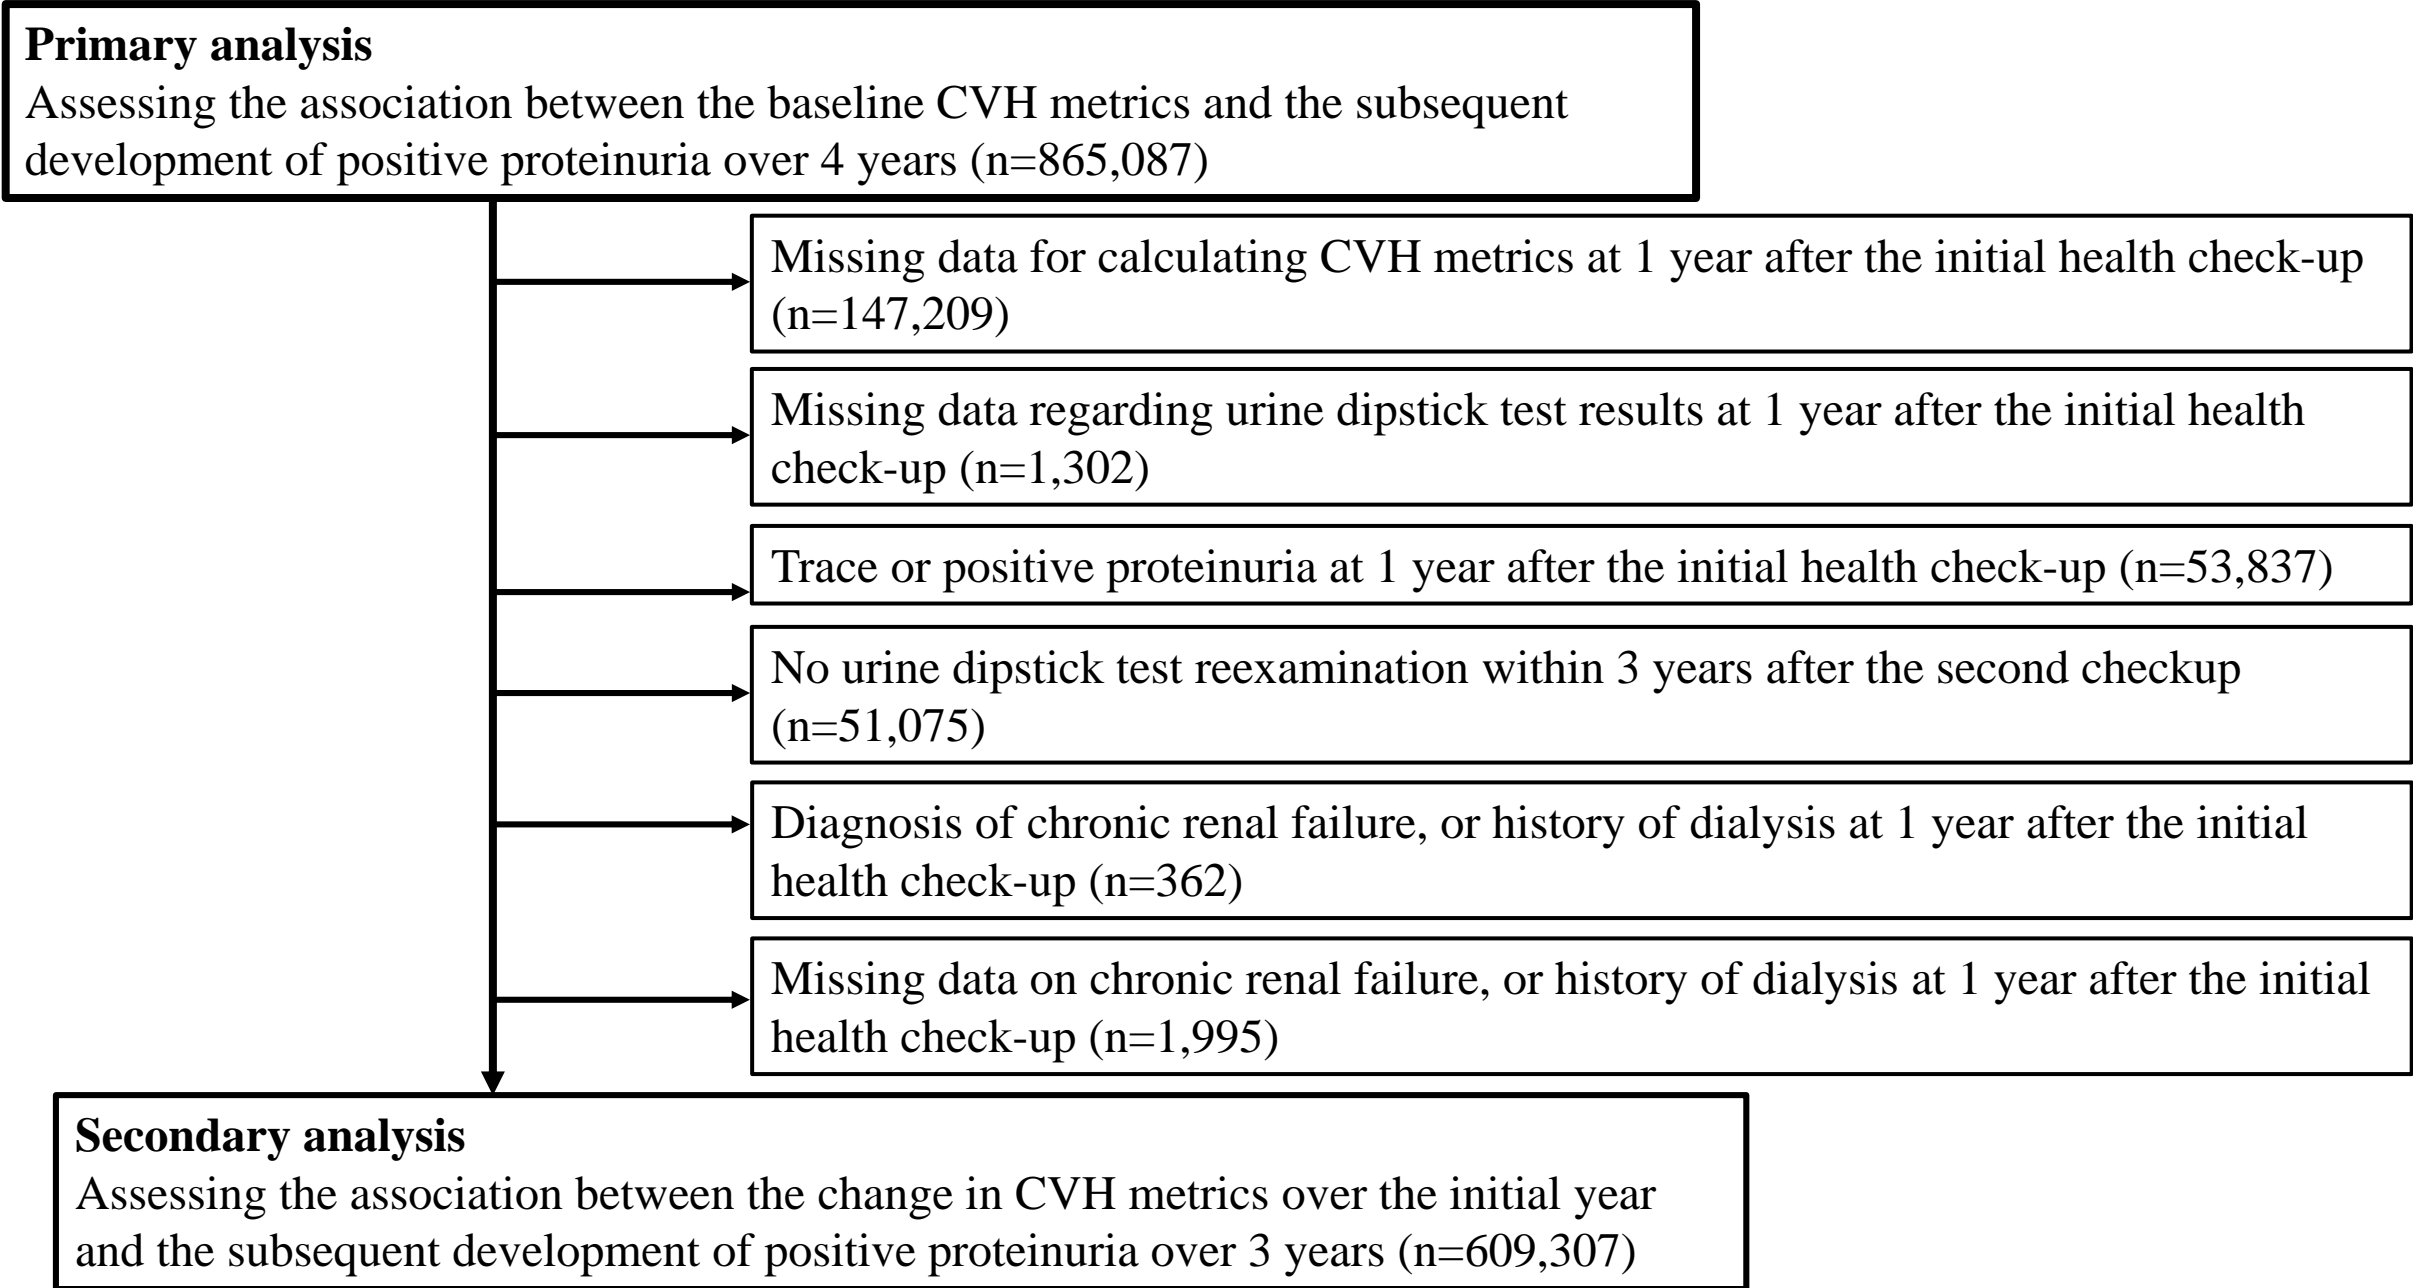 Primary analysis
Assessing the association between the baseline CVH metrics and the subsequent
development of positive proteinuria over 4 years (n=865,087)
Missing data for calculating CVH metrics at 1 year after the initial health check-up
(n=147,209)
Missing data regarding urine dipstick test results at 1 year after the initial health
check-up (n=1,302)
Trace or positive proteinuria at 1 year after the initial health check-up (n=53,837)
No urine dipstick test reexamination within 3 years after the second checkup
(n=51,075)
Diagnosis of chronic renal failure, or history of dialysis at 1 year after the initial
health check-up (n=362)
Missing data on chronic renal failure, or history of dialysis at 1 year after the initial
health check-up (n=1,995)
Secondary analysis
Assessing the association between the change in CVH metrics over the initial year
and the subsequent development of positive proteinuria over 3 years (n=609,307)